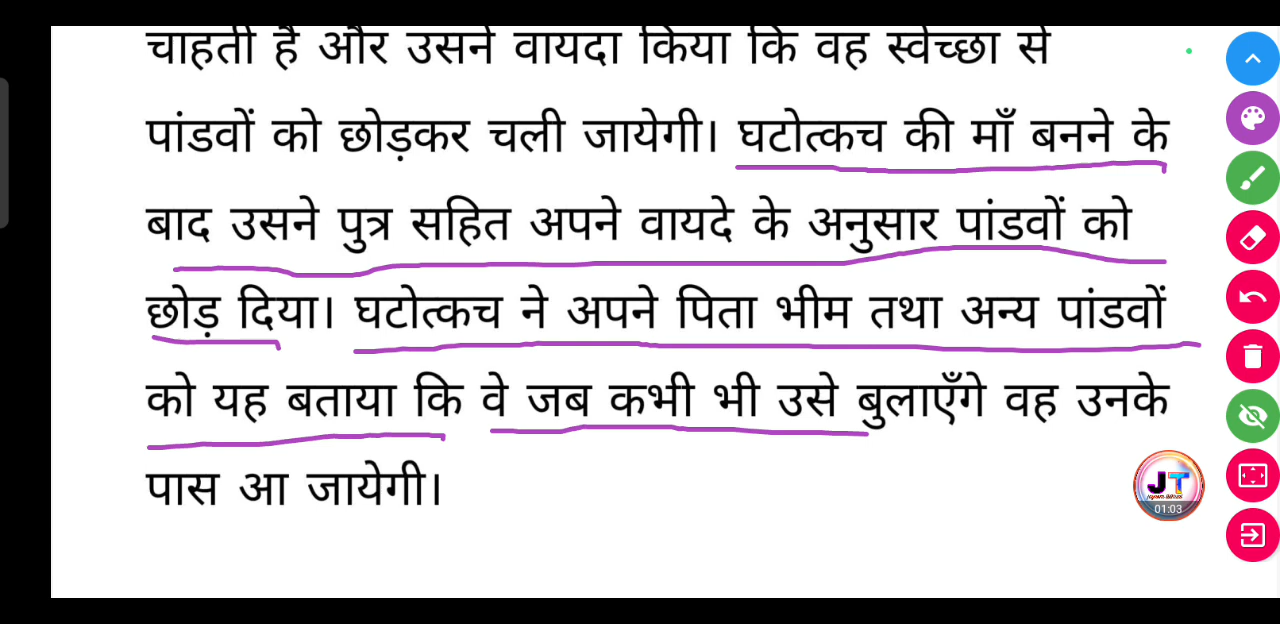 चाहती है और उसने वायदा किया कि वह स्वेच्छा से
पांडवों को छोड़कर चली जायेगी। घटोत्कच की माँ बनने के
बाद उसने पुत्र सहित अपने वायदे के अनुसार पांडवों को
छोड़ दिया। घटोत्कच ने अपने पिता भीम तथा अन्य पांडवों
को यह बताया कि वे जब कभी भी उसे बुलाएँगे वह उनके
पास आ जायेगी।
JT
01:03